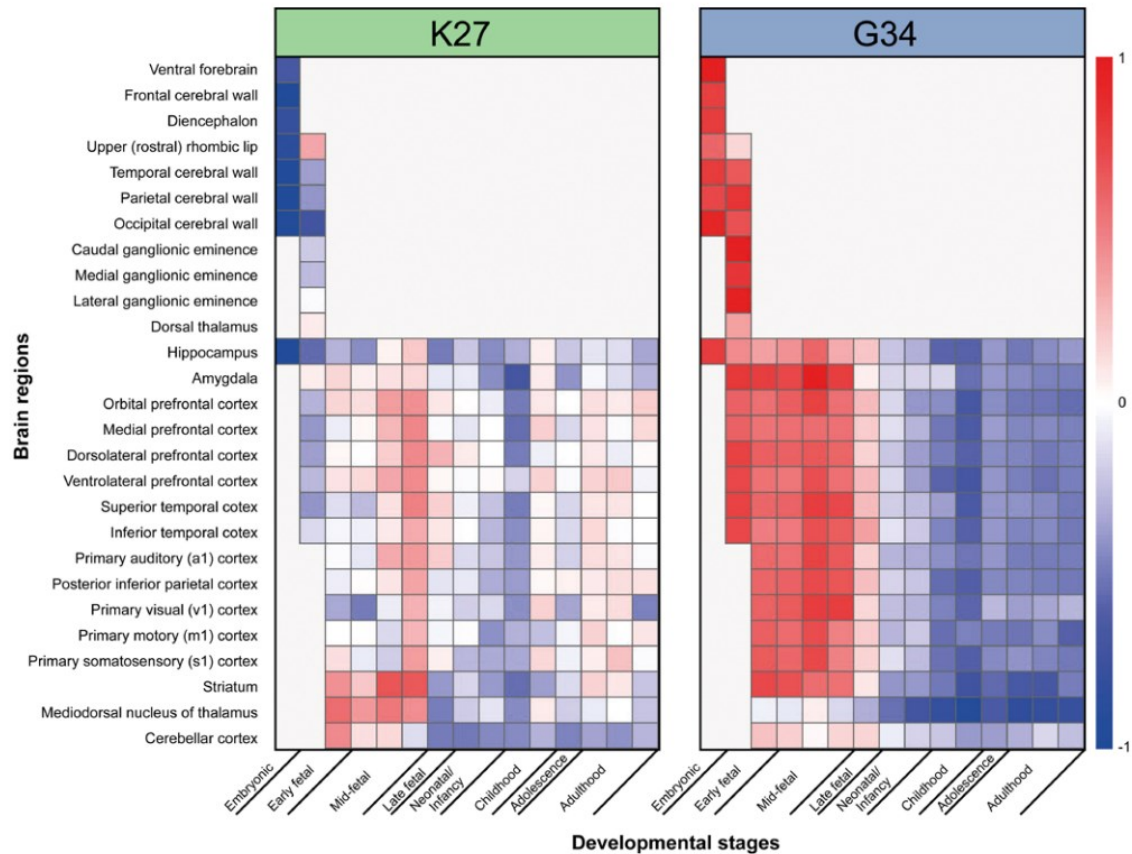 K27
G34
Ventral forebrain
Frontal cerebral wall
Diencephalon
Upper (rostral) rhombic lip
Temporal cerebral wall
Parietal cerebral wall
Occipital cerebral wall
Caudal ganglionic eminence
Medial ganglionic eminence
Lateral ganglionic eminence
Dorsal thalamus
Hippocampus
Amygdala
Orbital prefrontal cortex
Medial prefrontal cortex
Dorsolateral prefrontal cortex
Ventrolateral prefrontal cortex
Superior temporal cotex
Inferior temporal cotex
Primary auditory (a1) cortex
Posterior inferior parietal cortex
Primary visual (v1) cortex
Primary motory (m1) cortex
Primary somatosensory (s1) cortex
Striatum
Mediodorsal nucleus of thalamus
Cerebellar cortex
Brain regions
1
0
-1
Embryonic
Early fetal
Mid-fetal
Late fetal
Neonatal/
Infancy
Childhood
Adolescence
Adulthood
Embryonic
Early fetal
Mid-fetal
Late fetal
Neonatal/
Infancy
Childhood
Adolescence
Adulthood
Developmental stages